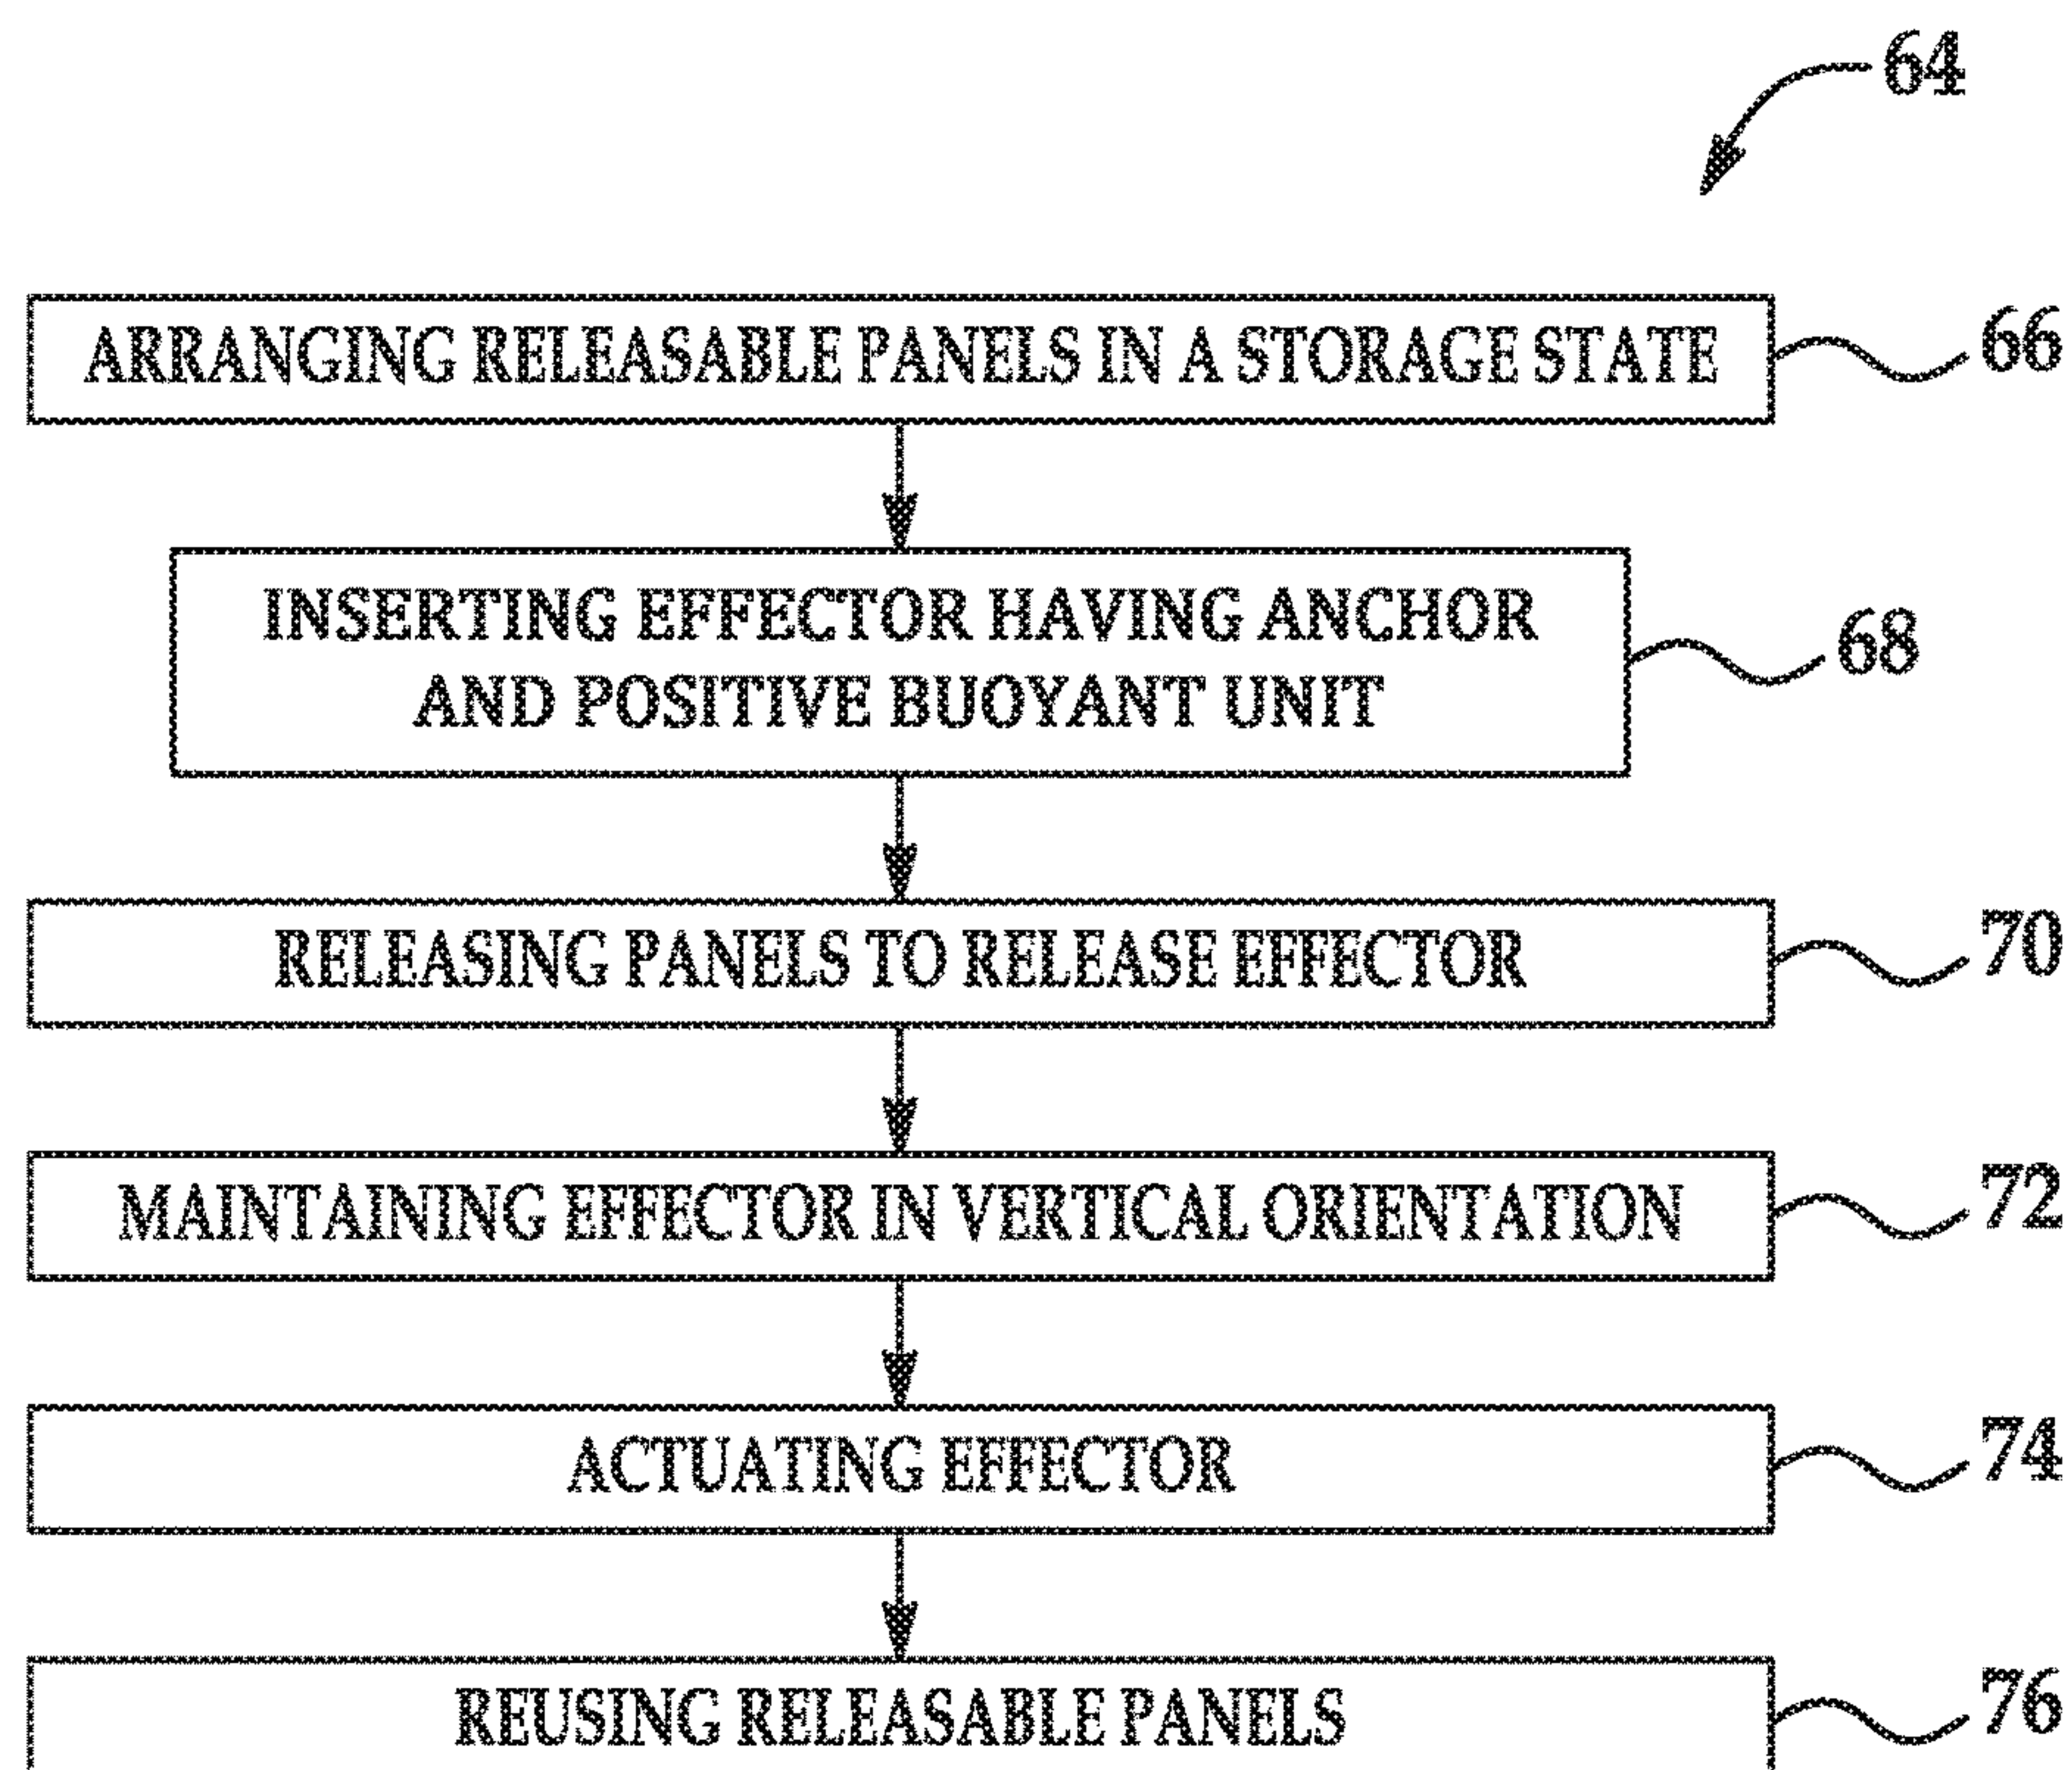 64
ARRANGING RELEASABLE PANELS IN A STORAGE STATE
66
INSERTING EFFECTOR HAVING ANCHOR
AND POSITIVE BUOYANT UNIT
68
RELEASING PANELS TO RELEASE EFFECTOR
70
MAINTAINING EFFECTOR IN VERTICAL ORIENTATION
72
ACTUATING EFFECTOR
74
REUSING RELEASABLE PANELS
76